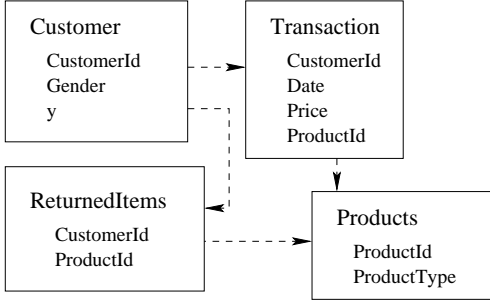 Customer
CustomerId
Gender
y
Transaction
CustomerId
Date
Price
ProductId
ReturnedItems
CustomerId
ProductId
Products
ProductId
ProductType